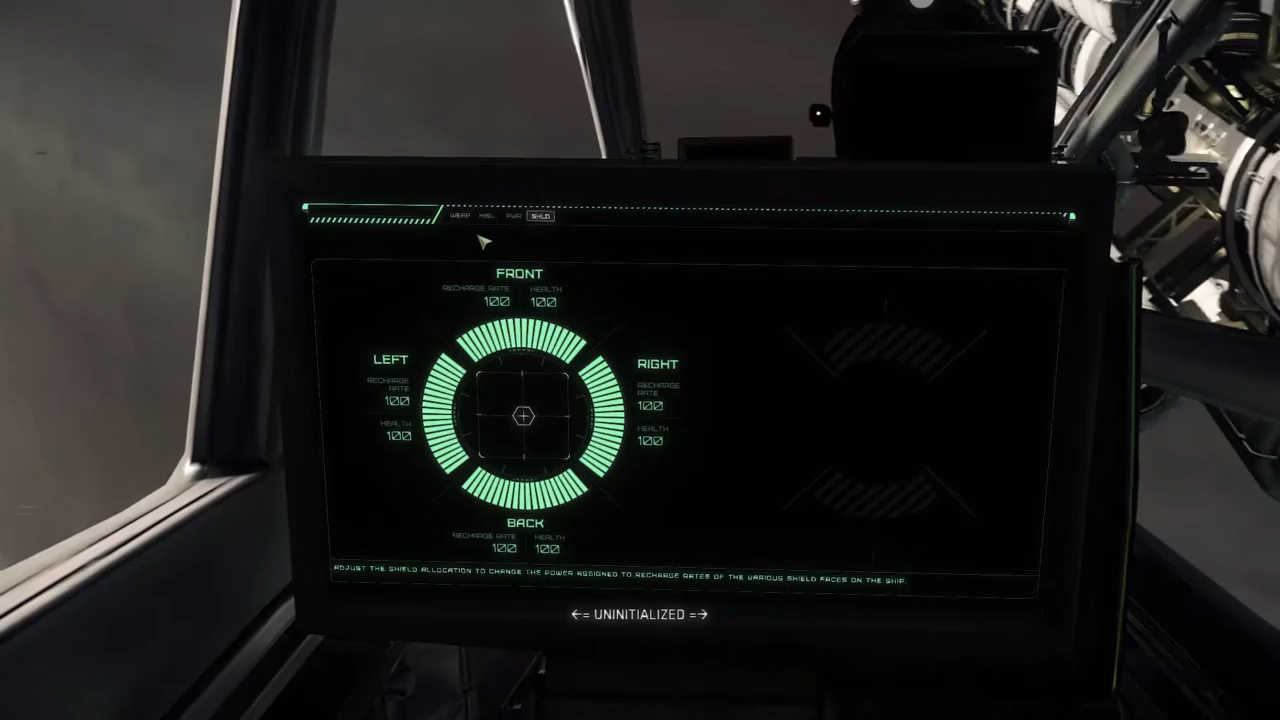 WEAP MISL PWR SHLD
FRONT
RECHARGE RATE HEALTH
100 100
LEFT
RECHARGE
RATE
100
HEALTH
100
RIGHT
RECHARGE
RATE
100
HEALTH
100
BACK
RECHARGE RATE HEALTH
100 100
ADJUST THE SHIELD ALLOCATION TO CHANGE THE POWER ASSIGNED TO RECHARGE RATES OF THE VARIOUS SHIELD FACES ON THE SHIP.
←= UNINITIALIZED =→